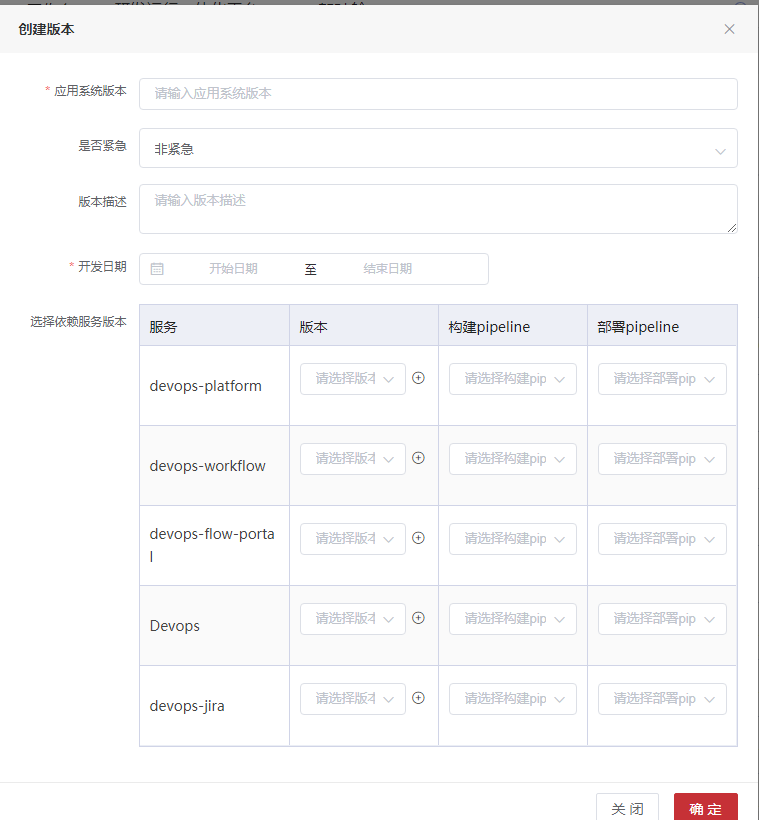 创建版本
* 应用系统版本 请输入应用系统版本
是否紧急 非紧急
版本描述 请输入版本描述
* 开发日期 开始日期 至 结束日期
选择依赖服务版本
服务 版本 构建pipeline 部署pipeline
devops-platform 请选择版本 请选择构建pip 请选择部署pip
devops-workflow 请选择版本 请选择构建pip 请选择部署pip
devops-flow-porta
l
请选择版本 请选择构建pip 请选择部署pip
Devops 请选择版本 请选择构建pip 请选择部署pip
devops-jira 请选择版本 请选择构建pip 请选择部署pip
关 闭 确 定